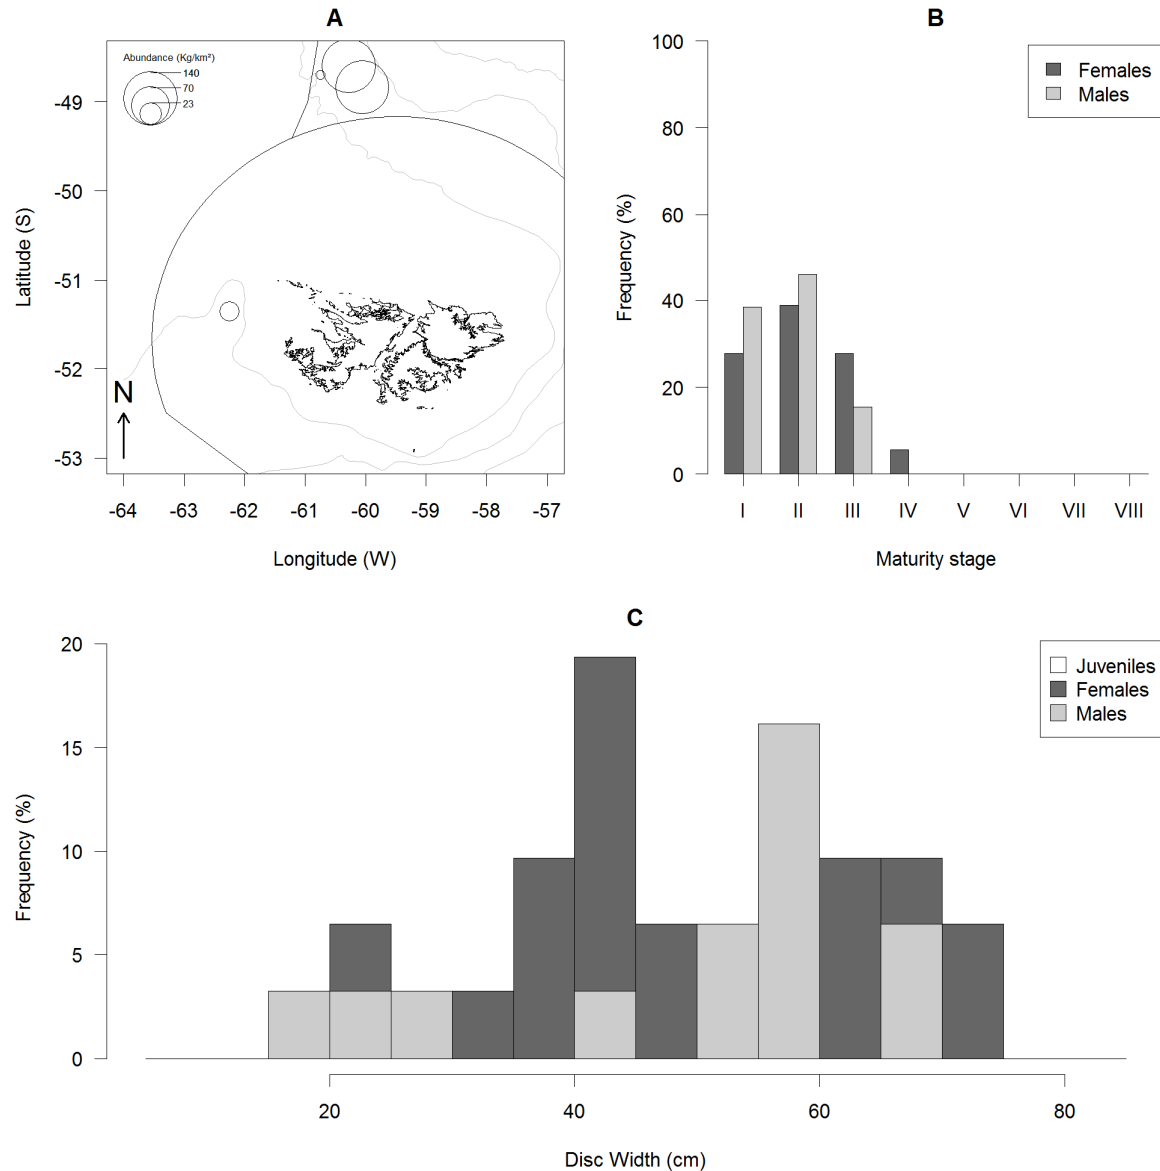 A
Abundance (Kg/km²)
140
70
23
Latitude (S)
-49
-50
-51
-52
-53
N
-64 -63 -62 -61 -60 -59 -58 -57
Longitude (W)
B
Females
Males
Frequency (%)
100
80
60
40
20
0
I II III IV V VI VII VIII
Maturity stage
C
Juveniles
Females
Males
Frequency (%)
20
15
10
5
0
20 40 60 80
Disc Width (cm)